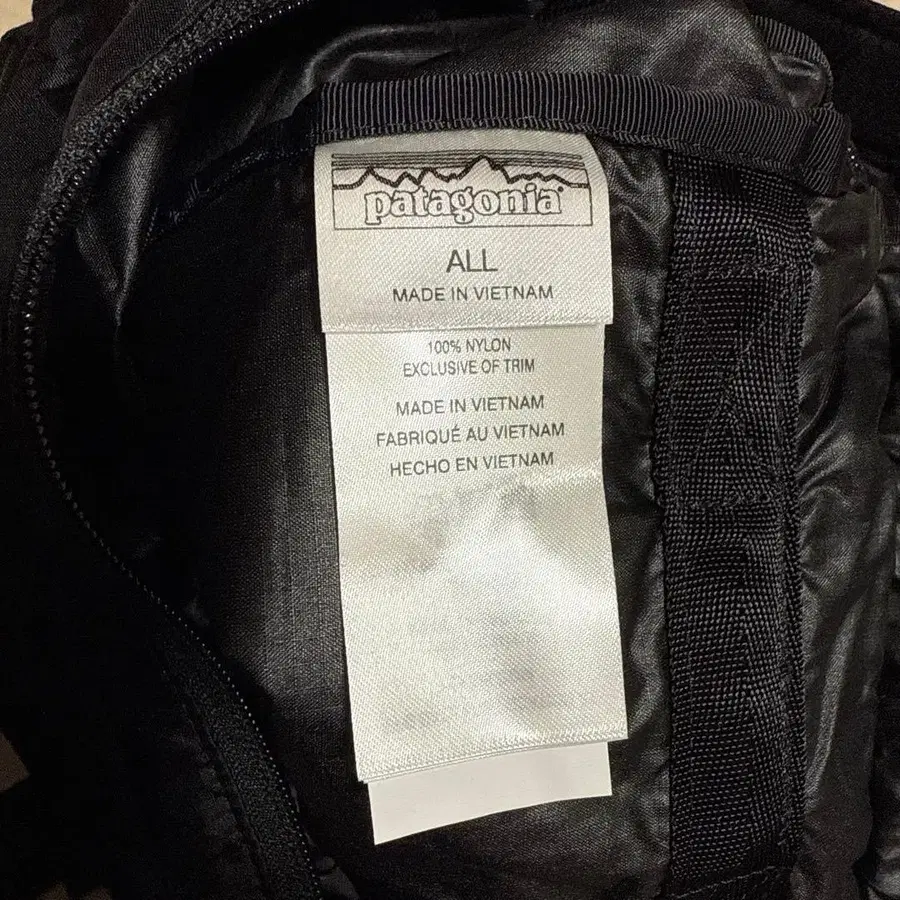 patagonia
ALL
MADE IN VIETNAM
100% NYLON
EXCLUSIVE OF TRIM
MADE IN VIETNAM
FABRIQUÉ AU VIETNAM
HECHO EN VIETNAM